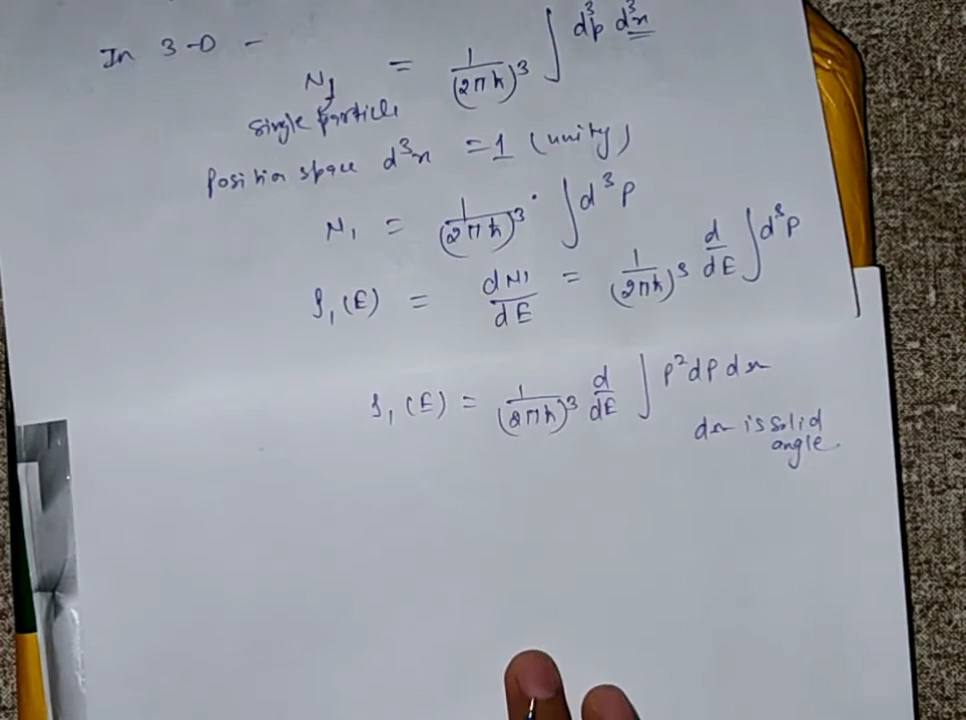 In 3-D -
N₁ = 1/(2πħ)³ ∫ d³p d³x
single particle
Position space d³x = 1 (unity)
N₁ = 1/(2πħ)³ · ∫ d³p
ρ₁(E) = dN₁/dE = 1/(2πħ)³ d/dE ∫ d³p
ρ₁(E) = 1/(2πħ)³ d/dE ∫ p² dp dΩ
dΩ is solid
angle.